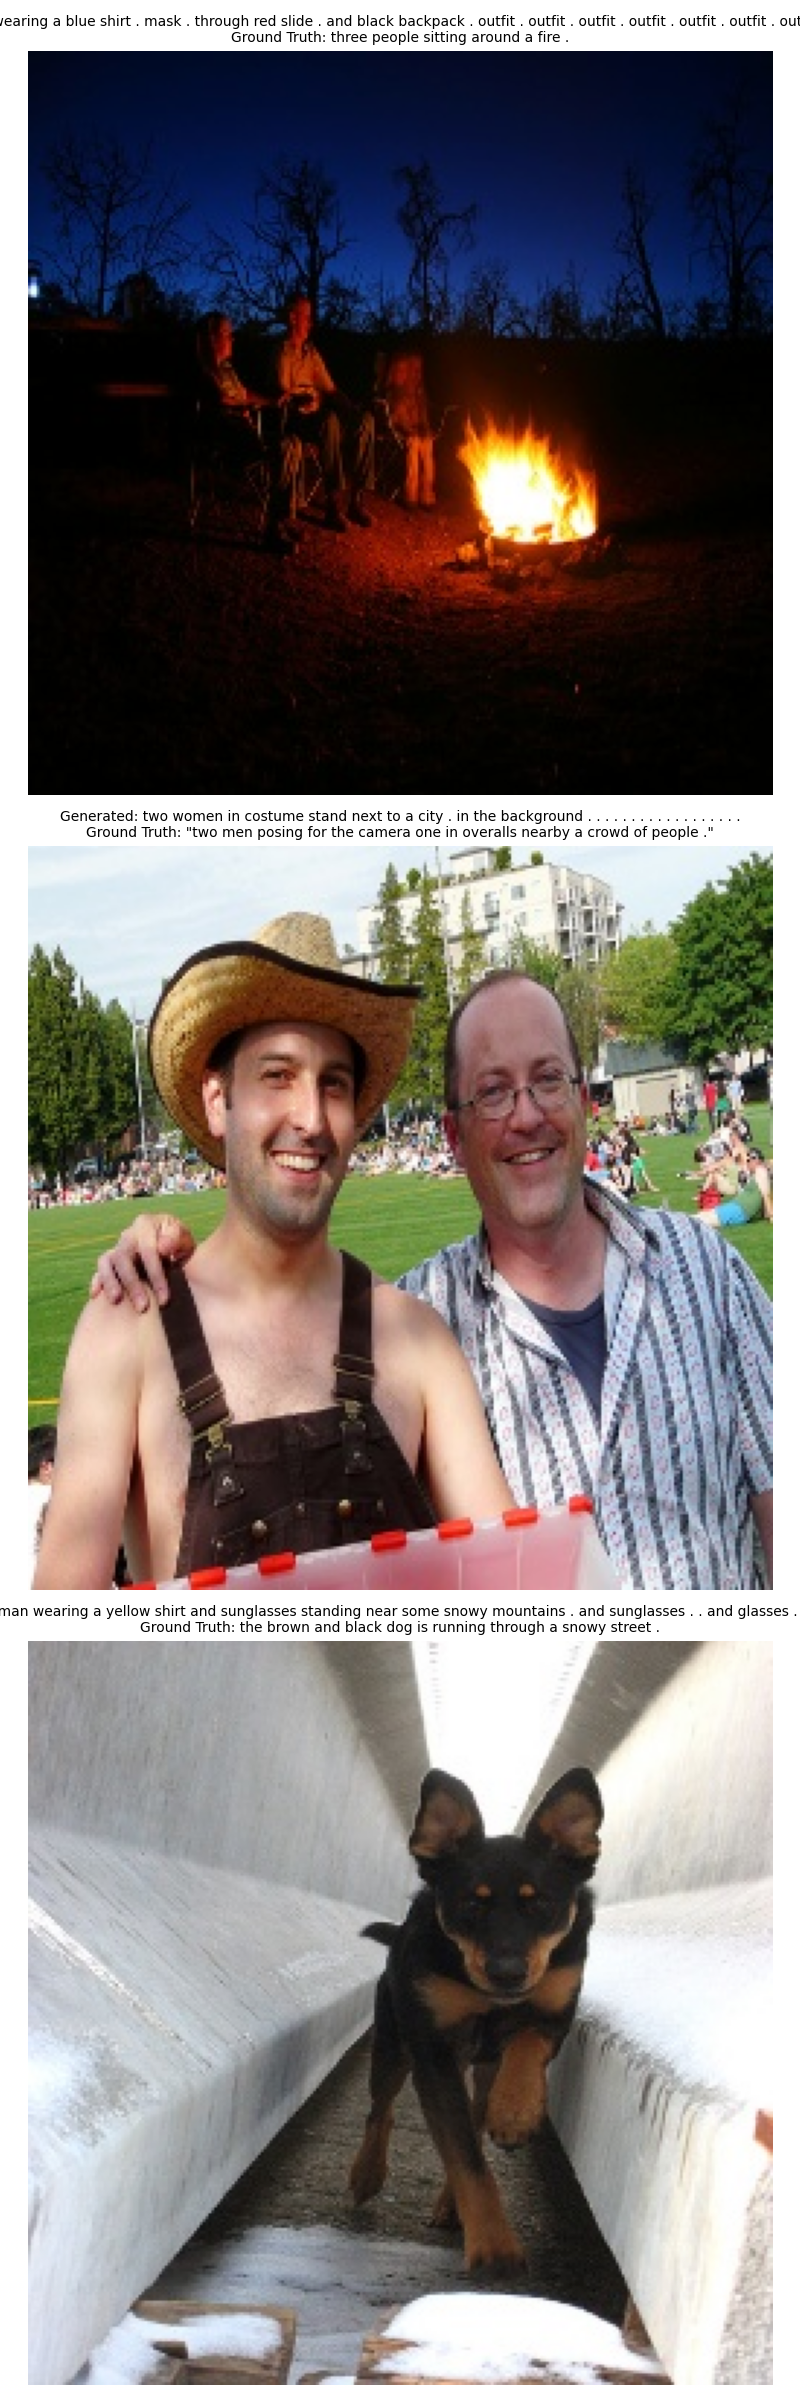 wearing a blue shirt . mask . through red slide . and black backpack . outfit . outfit . outfit . outfit . outfit . outfit . out
Ground Truth: three people sitting around a fire .
Generated: two women in costume stand next to a city . in the background . . . . . . . . . . . . . . . . . .
Ground Truth: "two men posing for the camera one in overalls nearby a crowd of people ."
man wearing a yellow shirt and sunglasses standing near some snowy mountains . and sunglasses . . and glasses .
Ground Truth: the brown and black dog is running through a snowy street .